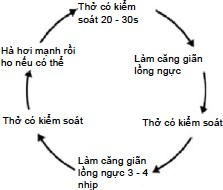 Thở có kiểm
soát 20 - 30s
Làm căng giãn
lồng ngực
Thở có kiểm soát
Làm căng giãn
lồng ngực 3 - 4
nhịp
Thở có kiểm soát
Hà hơi mạnh rồi
ho nếu có thể